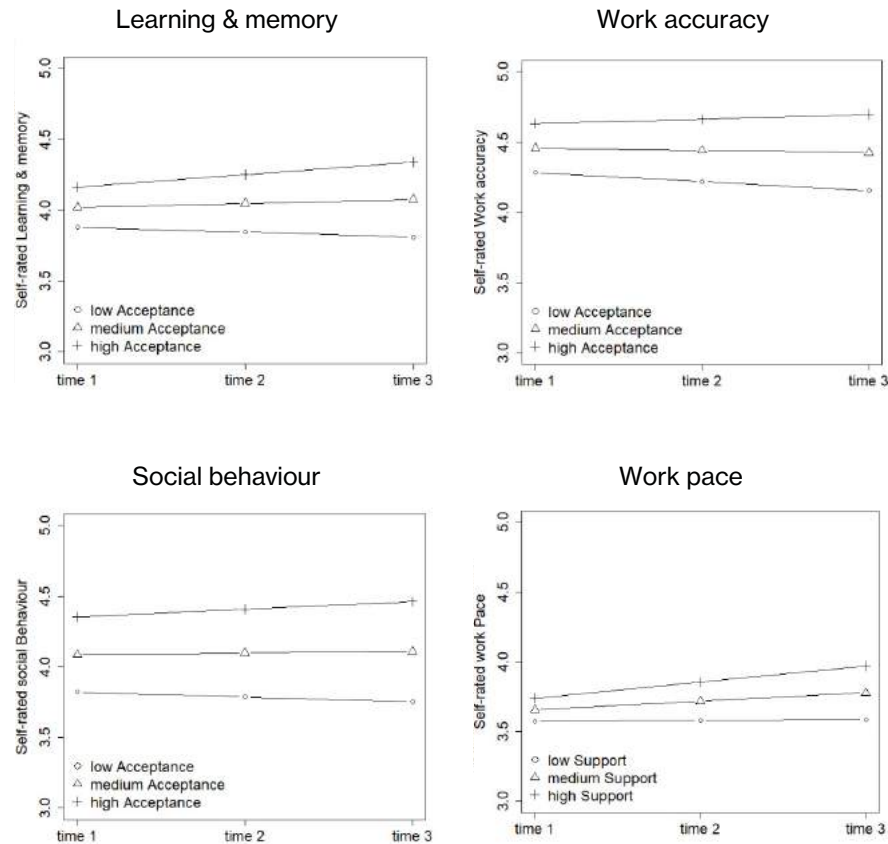 Learning & memory
5.0
4.5
4.0
3.5
3.0
Self-rated Learning & memory
low Acceptance
medium Acceptance
high Acceptance
time 1 time 2 time 3
Work accuracy
5.0
4.5
4.0
3.5
3.0
Self-rated Work accuracy
low Acceptance
medium Acceptance
high Acceptance
time 1 time 2 time 3
Social behaviour
5.0
4.5
4.0
3.5
3.0
Self-rated social Behaviour
low Acceptance
medium Acceptance
high Acceptance
time 1 time 2 time 3
Work pace
5.0
4.5
4.0
3.5
3.0
Self-rated work Pace
low Support
medium Support
high Support
time 1 time 2 time 3